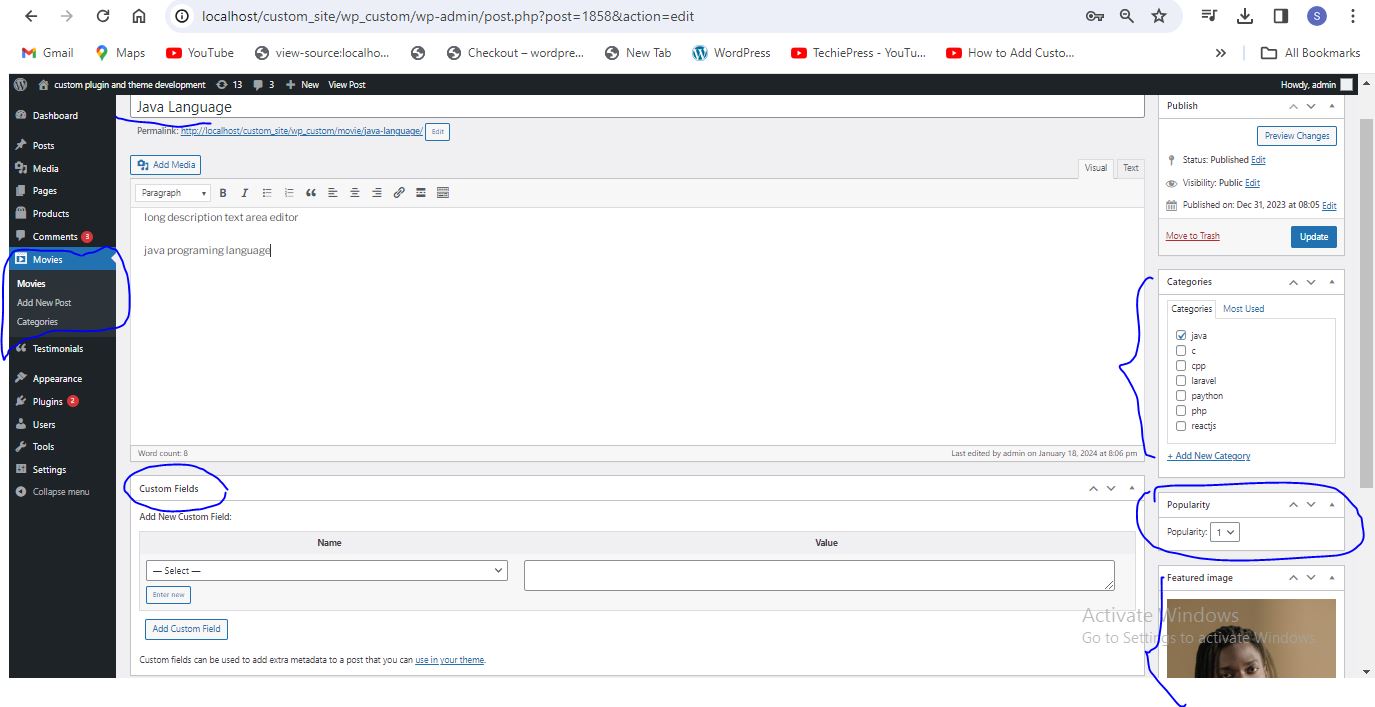 localhost/custom_site/wp_custom/wp-admin/post.php?post=1858&action=edit
S
Gmail Maps YouTube view-source:localho... Checkout – wordpre... New Tab WordPress TechiePress - YouTu... How to Add Custo... » All Bookmarks
custom plugin and theme development 13 3 + New View Post Howdy, admin
Dashboard
Posts
Media
Pages
Products
Comments 3
Movies
Movies
Add New Post
Categories
Testimonials
Appearance
Plugins 2
Users
Tools
Settings
Collapse menu
Java Language
Permalink: http://localhost/custom_site/wp_custom/movie/java-language/ Edit
Add Media
Visual Text
Paragraph B I
long description text area editor
java programing language
Word count: 8 Last edited by admin on January 18, 2024 at 8:06 pm
Custom Fields
Add New Custom Field:
Name Value
— Select —
Enter new
Add Custom Field
Custom fields can be used to add extra metadata to a post that you can use in your theme.
Publish
Preview Changes
Status: Published Edit
Visibility: Public Edit
Published on: Dec 31, 2023 at 08:05 Edit
Move to Trash Update
Categories
Categories Most Used
java
c
cpp
laravel
paython
php
reactjs
+ Add New Category
Popularity
Popularity: 1
Featured image
Activate Windows
Go to Settings to activate Windows.